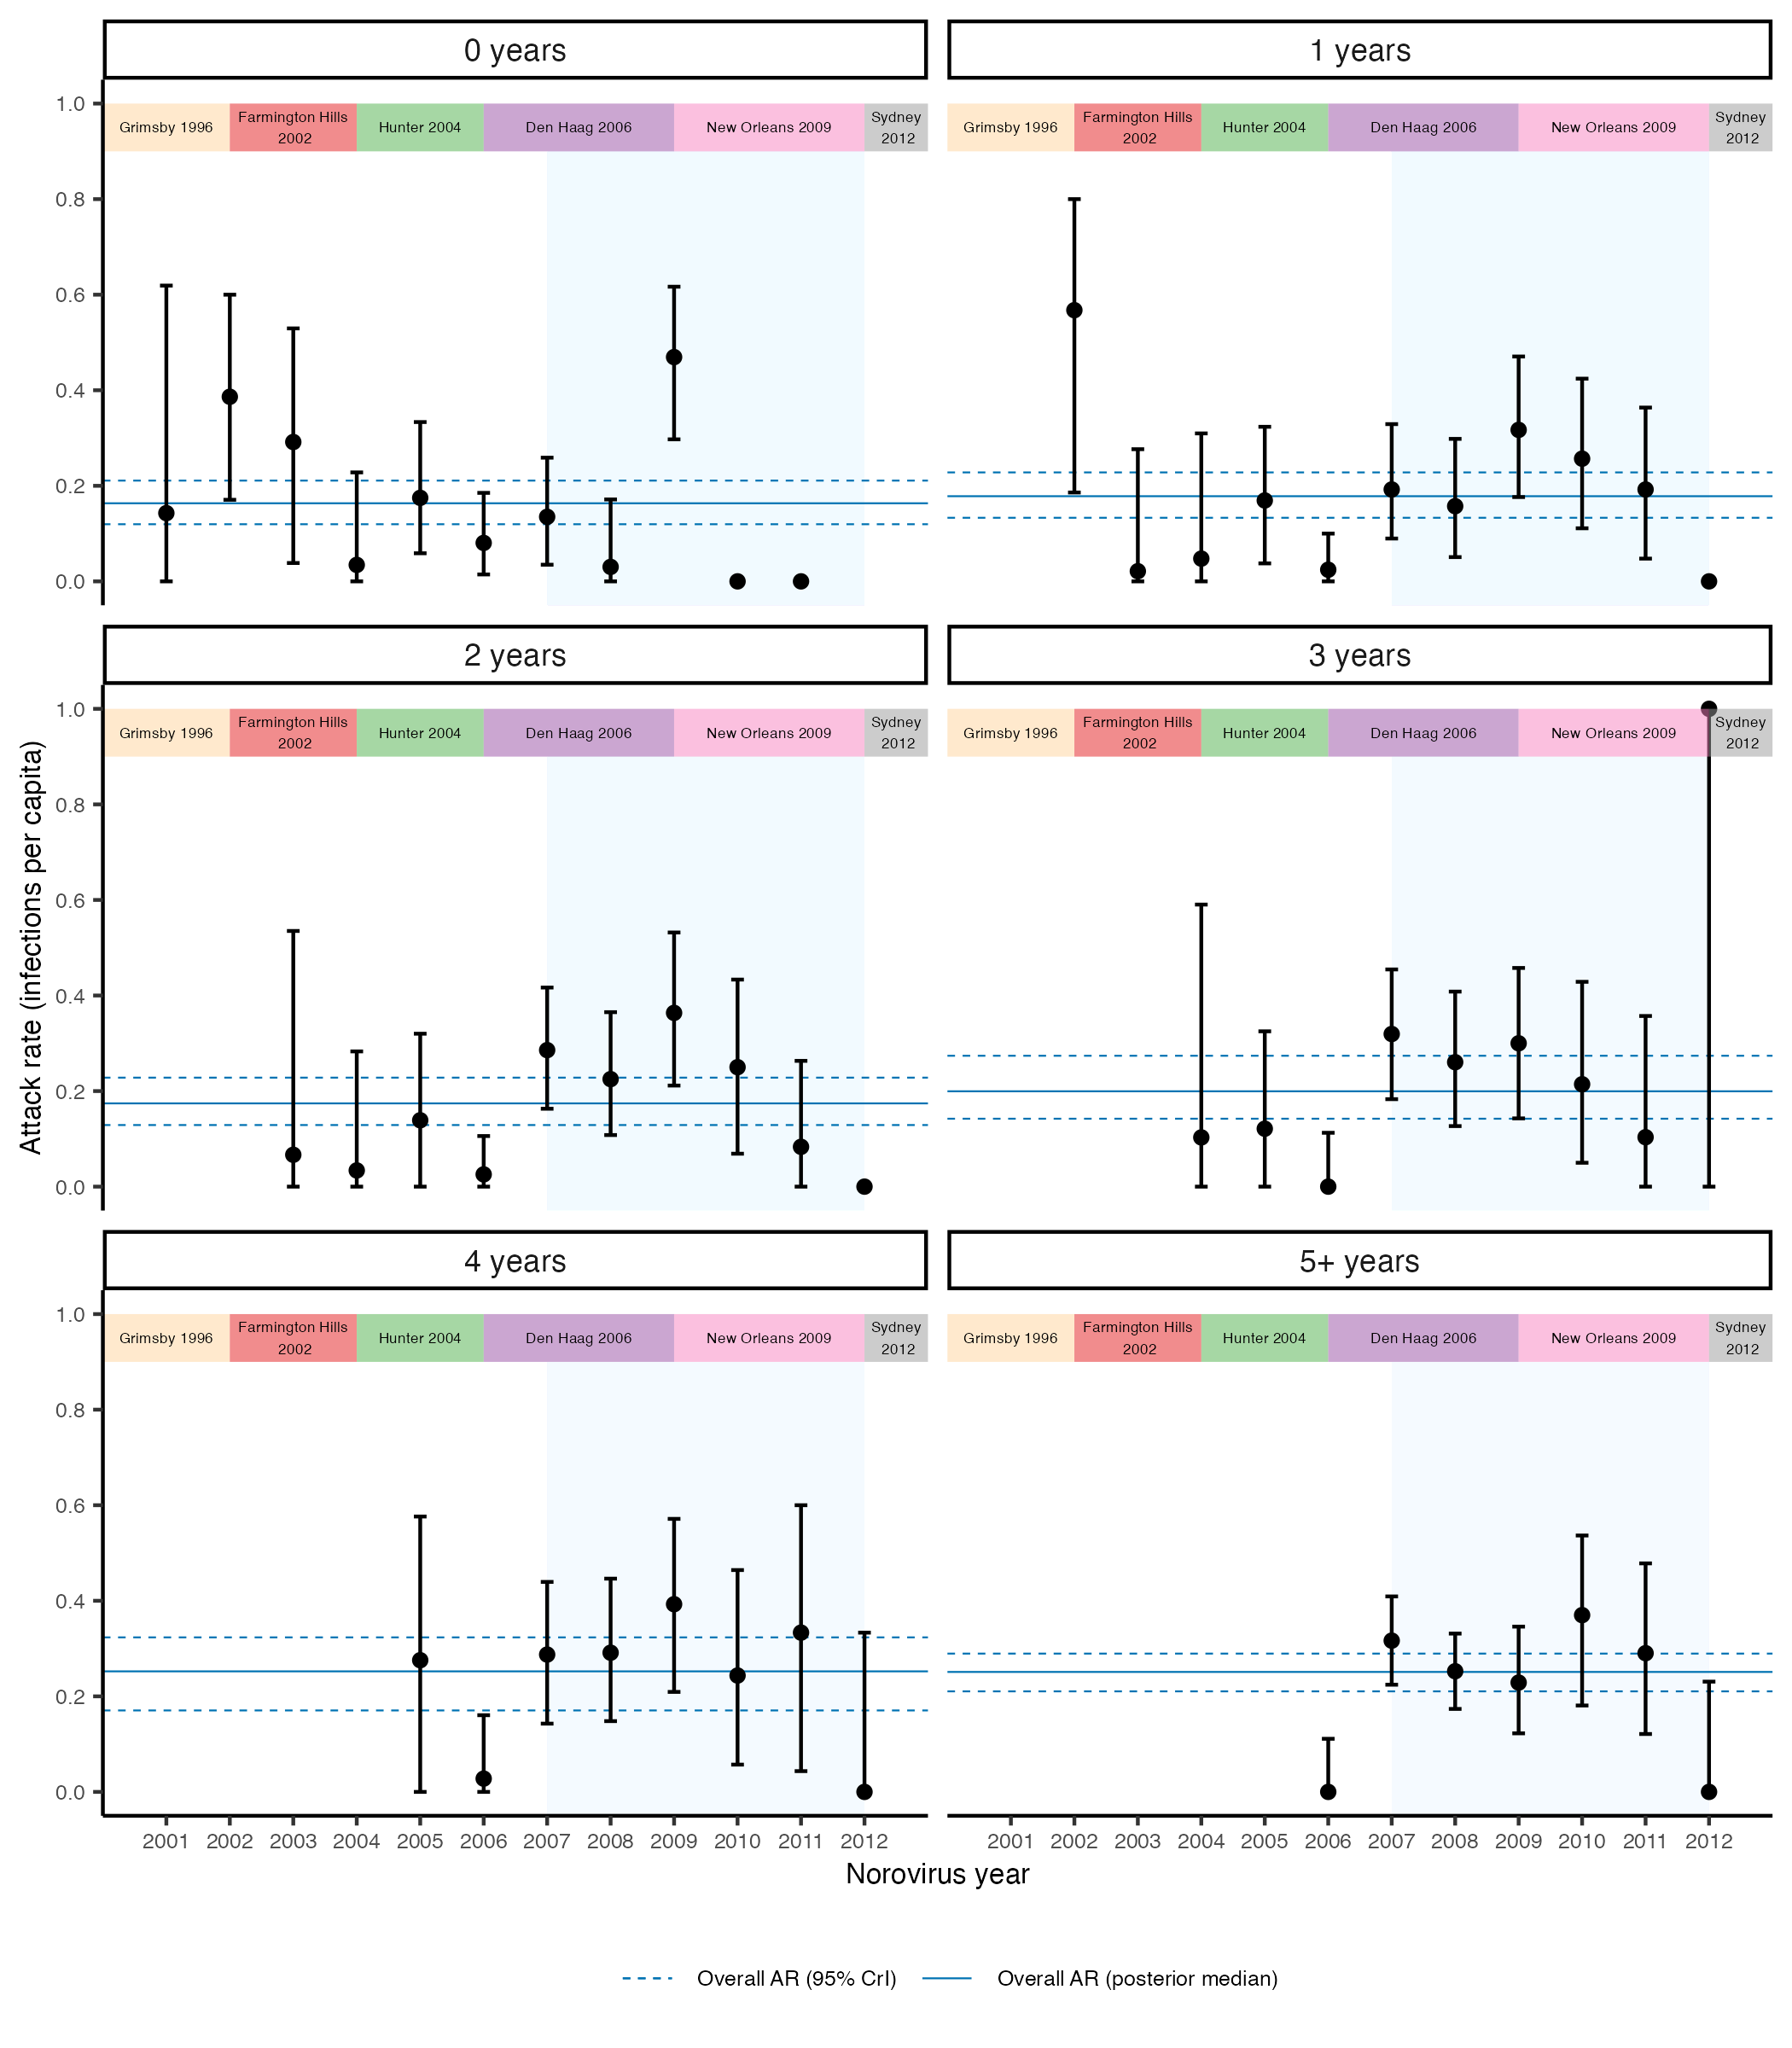 0 years
1 years
1.0
Grimsby 1996
Farmington Hills
2002
Hunter 2004
Den Haag 2006
New Orleans 2009
Sydney
2012
Grimsby 1996
Farmington Hills
2002
Hunter 2004
Den Haag 2006
New Orleans 2009
Sydney
2012
0.8
0.6
0.4
0.2
0.0
2 years
3 years
1.0
Grimsby 1996
Farmington Hills
2002
Hunter 2004
Den Haag 2006
New Orleans 2009
Sydney
2012
Grimsby 1996
Farmington Hills
2002
Hunter 2004
Den Haag 2006
New Orleans 2009
Sydney
2012
0.8
0.6
0.4
0.2
0.0
Attack rate (infections per capita)
4 years
5+ years
1.0
Grimsby 1996
Farmington Hills
2002
Hunter 2004
Den Haag 2006
New Orleans 2009
Sydney
2012
Grimsby 1996
Farmington Hills
2002
Hunter 2004
Den Haag 2006
New Orleans 2009
Sydney
2012
0.8
0.6
0.4
0.2
0.0
2001 2002 2003 2004 2005 2006 2007 2008 2009 2010 2011 2012
2001 2002 2003 2004 2005 2006 2007 2008 2009 2010 2011 2012
Norovirus year
Overall AR (95% CrI)
Overall AR (posterior median)